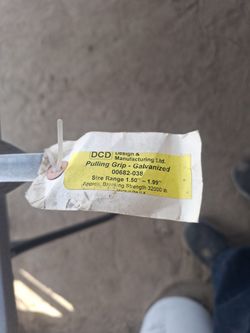 DCD Design &
Manufacturing Ltd.
Pulling Grip - Galvanized
00682-038
Size Range 1.50" - 1.99"
Approx. Breaking Strength 32000 lb.